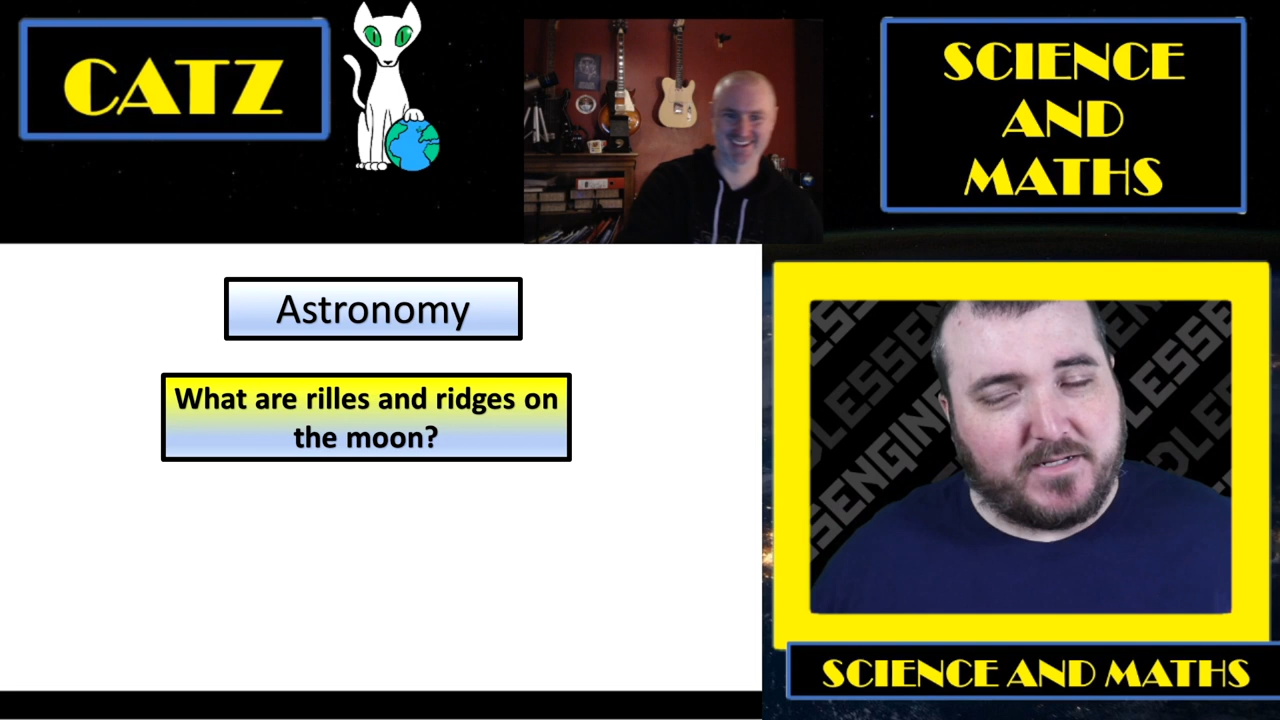 CATZ
SCIENCE
AND
MATHS
Astronomy
What are rilles and ridges on
the moon?
SCIENCE AND MATHS